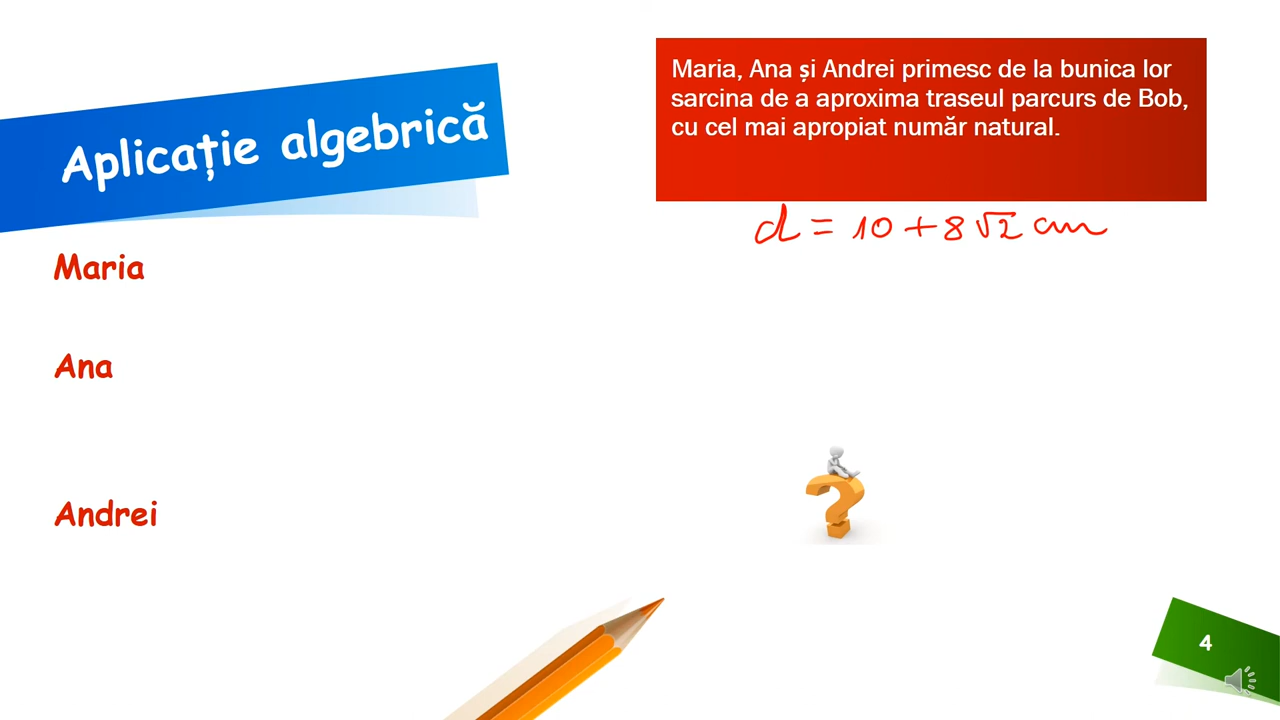 Aplicație algebrică
Maria, Ana și Andrei primesc de la bunica lor
sarcina de a aproxima traseul parcurs de Bob,
cu cel mai apropiat număr natural.
d = 10 + 8√2 cm
Maria
Ana
Andrei
4